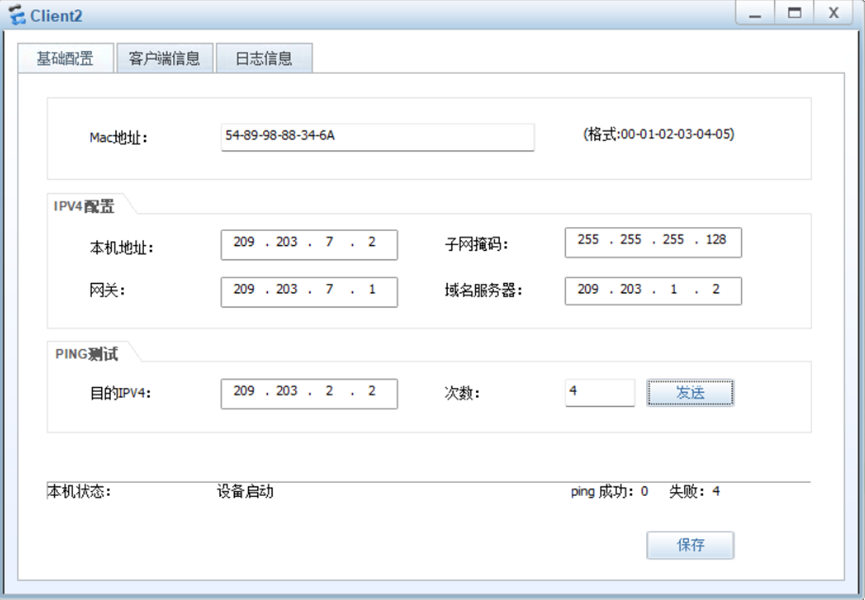 Client2
基础配置 客户端信息 日志信息
Mac地址: 54-89-98-88-34-6A (格式:00-01-02-03-04-05)
IPV4配置
本机地址: 209 . 203 . 7 . 2 子网掩码: 255 . 255 . 255 . 128
网关: 209 . 203 . 7 . 1 域名服务器: 209 . 203 . 1 . 2
PING测试
目的IPV4: 209 . 203 . 2 . 2 次数: 4 发送
本机状态: 设备启动 ping 成功: 0 失败: 4
保存